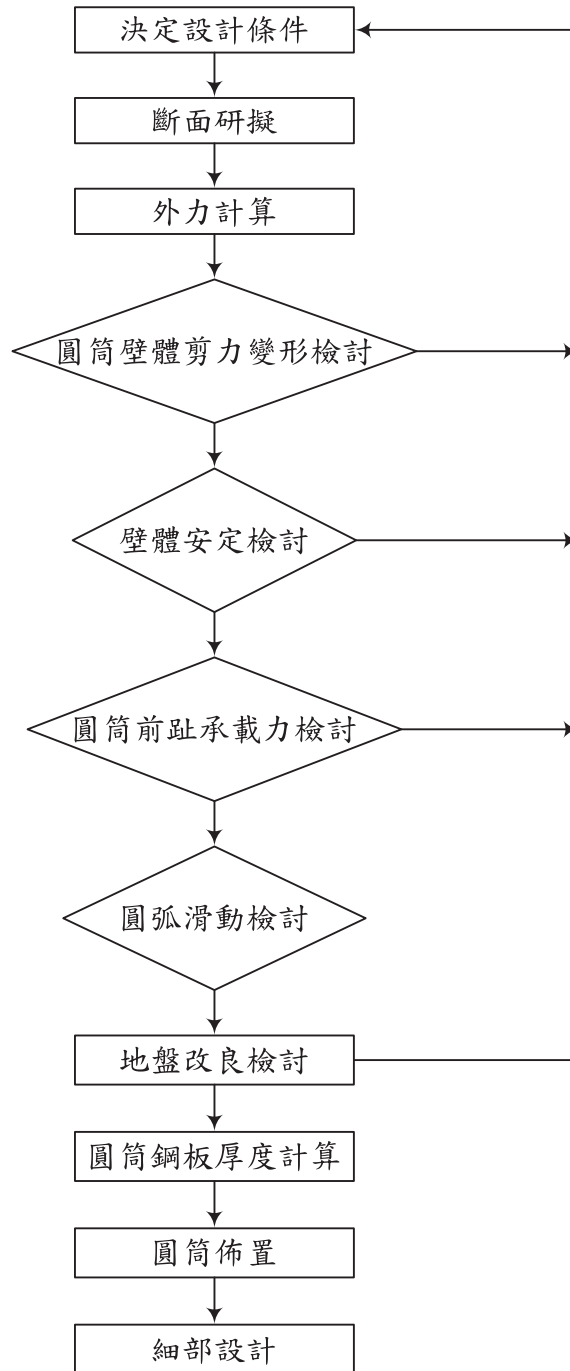 決定設計條件
斷面研擬
外力計算
圓筒壁體剪力變形檢討
壁體安定檢討
圓筒前趾承載力檢討
圓弧滑動檢討
地盤改良檢討
圓筒鋼板厚度計算
圓筒佈置
細部設計